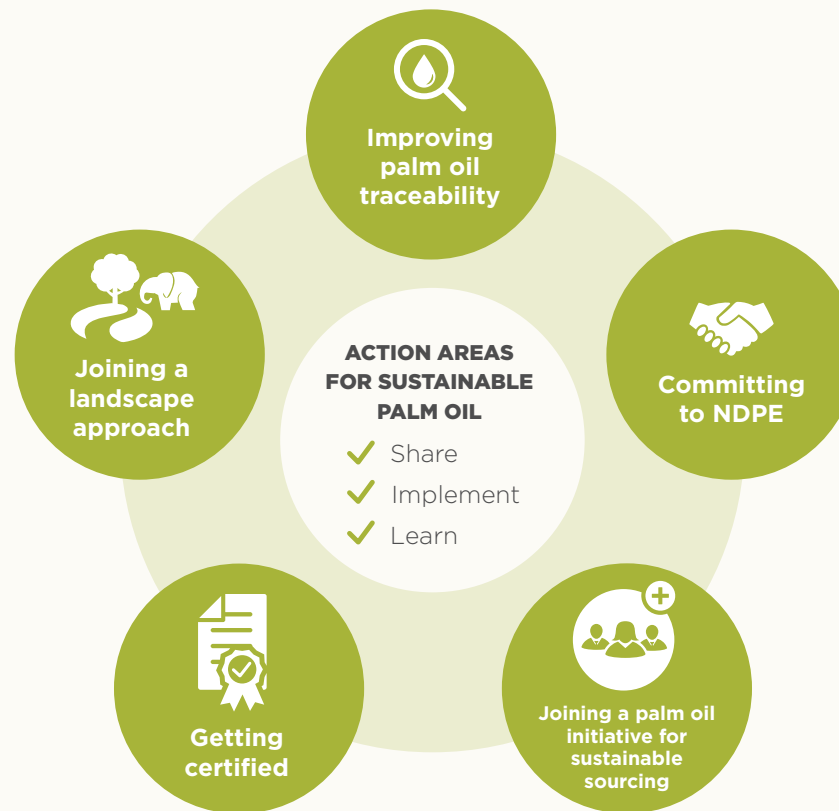 Improving
palm oil
traceability
Committing
to NDPE
Joining a palm oil
initiative for
sustainable
sourcing
Getting
certified
Joining a
landscape
approach
ACTION AREAS
FOR SUSTAINABLE
PALM OIL
Share
Implement
Learn